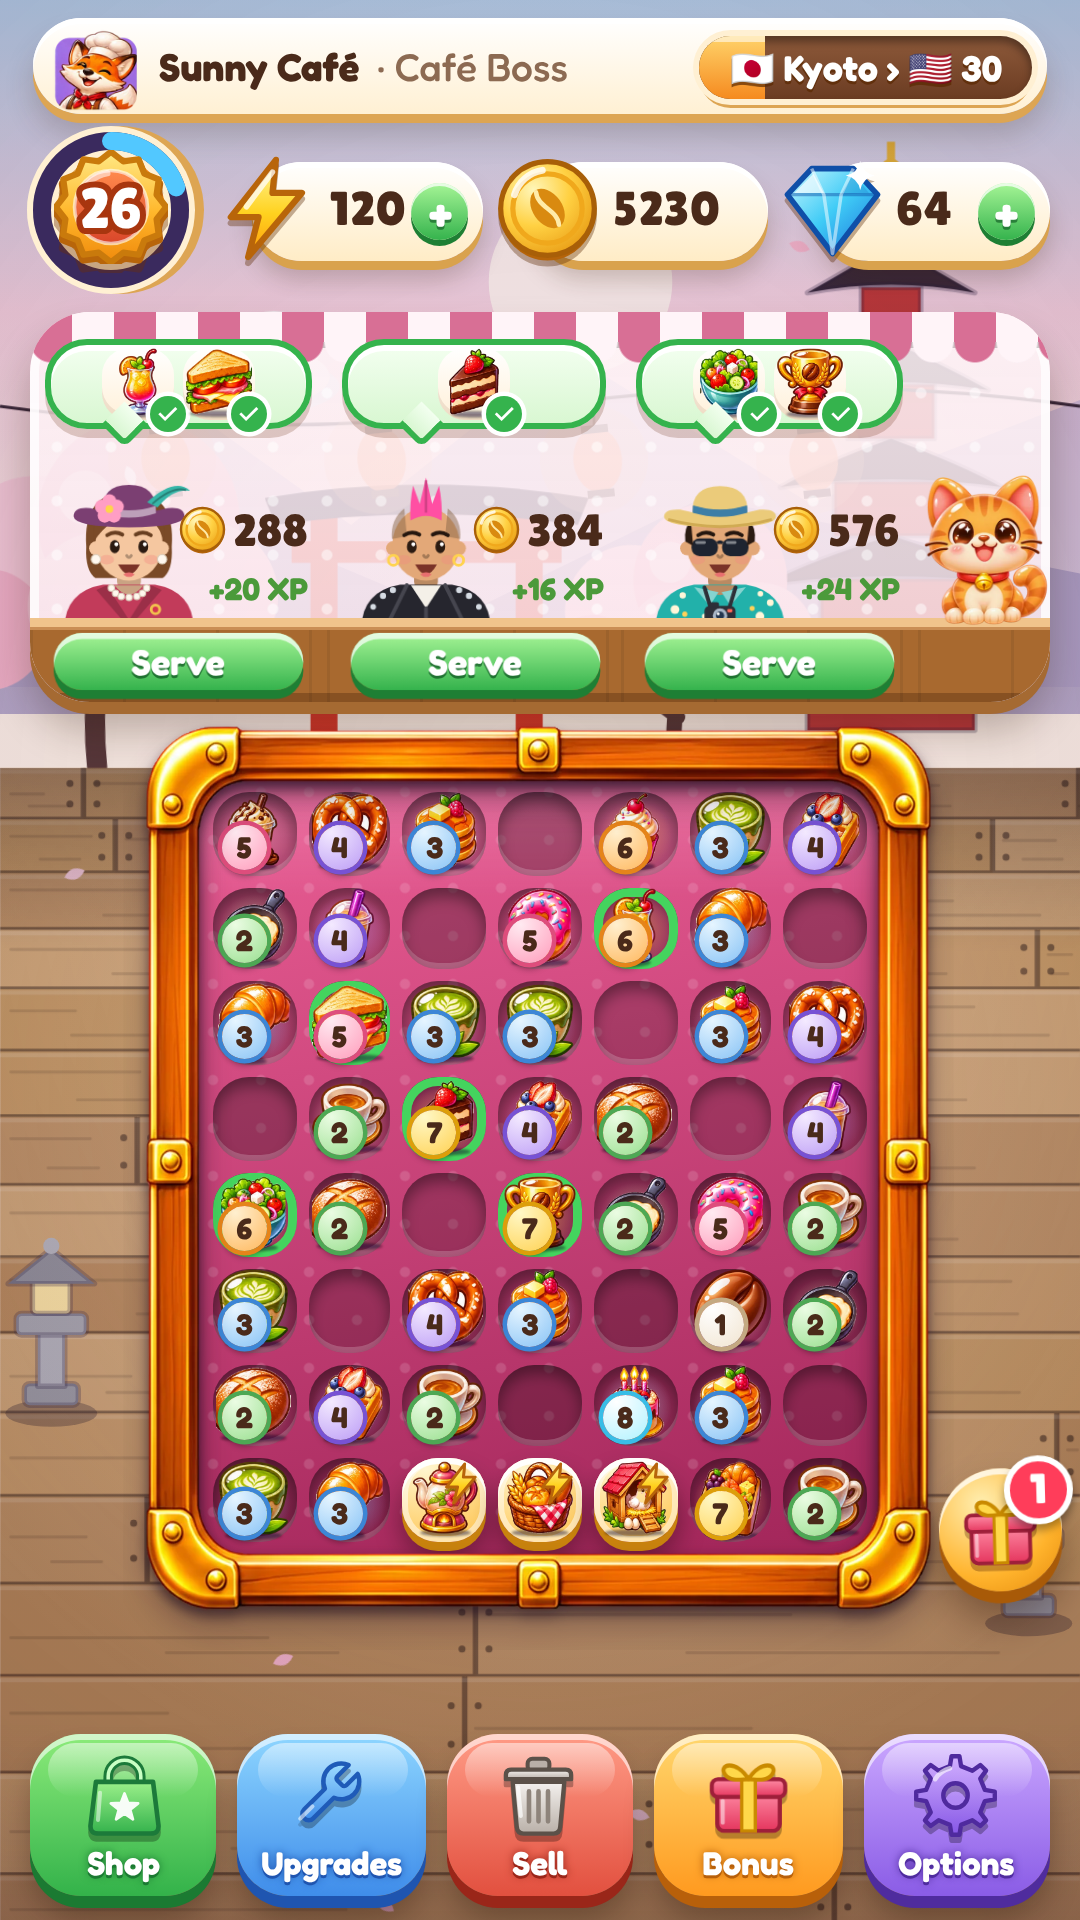 Sunny Café · Café Boss
🇯🇵 Kyoto › 🇺🇸 30
26
120
5230
64
288
+20 XP
384
+16 XP
576
+24 XP
Serve
Serve
Serve
5 4 3 6 3 4
2 4 5 6 3
3 5 3 3 3 4
2 7 4 2 4
6 2 7 2 5 2
3 4 3 1 2
2 4 2 8 3
3 3 7 2
1
Shop
Upgrades
Sell
Bonus
Options